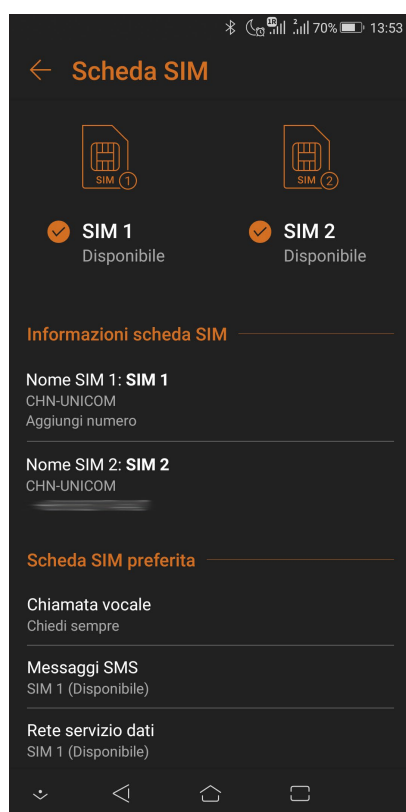 1R 2 70% 13:53
Scheda SIM
SIM 1 SIM 2
SIM 1 SIM 2
Disponibile Disponibile
Informazioni scheda SIM
Nome SIM 1: SIM 1
CHN-UNICOM
Aggiungi numero
Nome SIM 2: SIM 2
CHN-UNICOM
Scheda SIM preferita
Chiamata vocale
Chiedi sempre
Messaggi SMS
SIM 1 (Disponibile)
Rete servizio dati
SIM 1 (Disponibile)